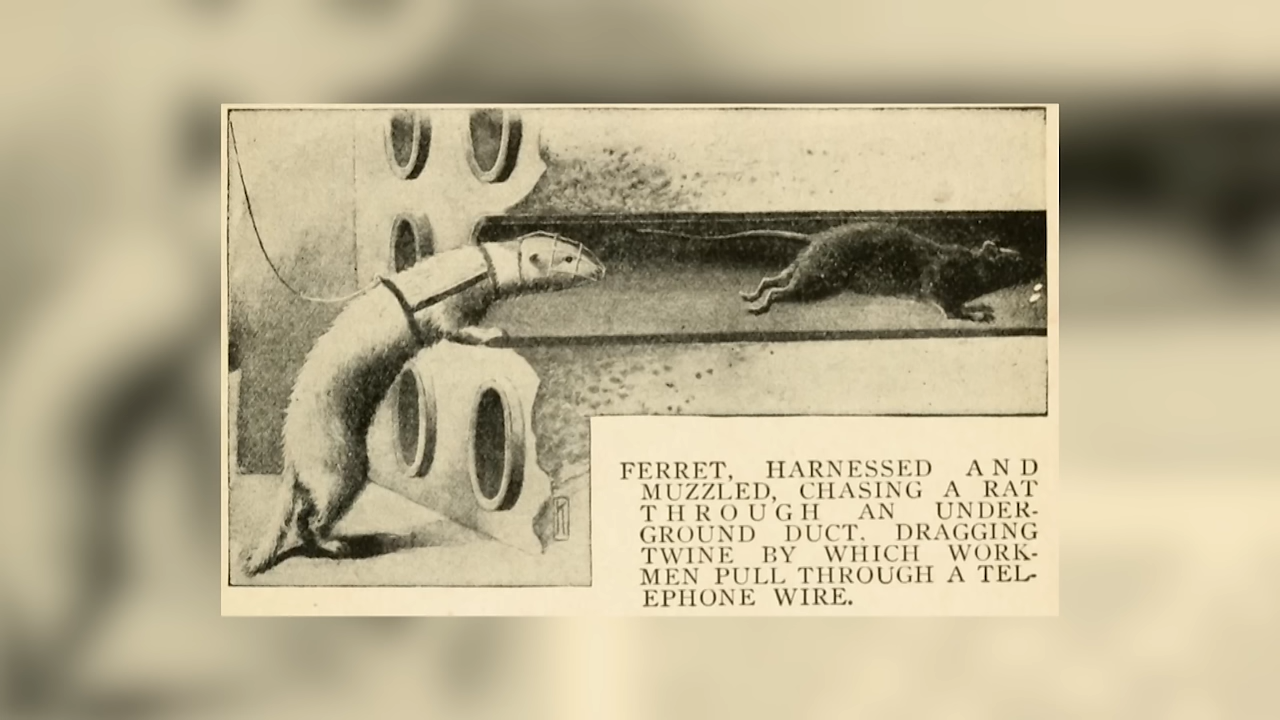 FERRET, HARNESSED AND
MUZZLED, CHASING A RAT
THROUGH AN UNDER-
GROUND DUCT, DRAGGING
TWINE BY WHICH WORK-
MEN PULL THROUGH A TEL-
EPHONE WIRE.